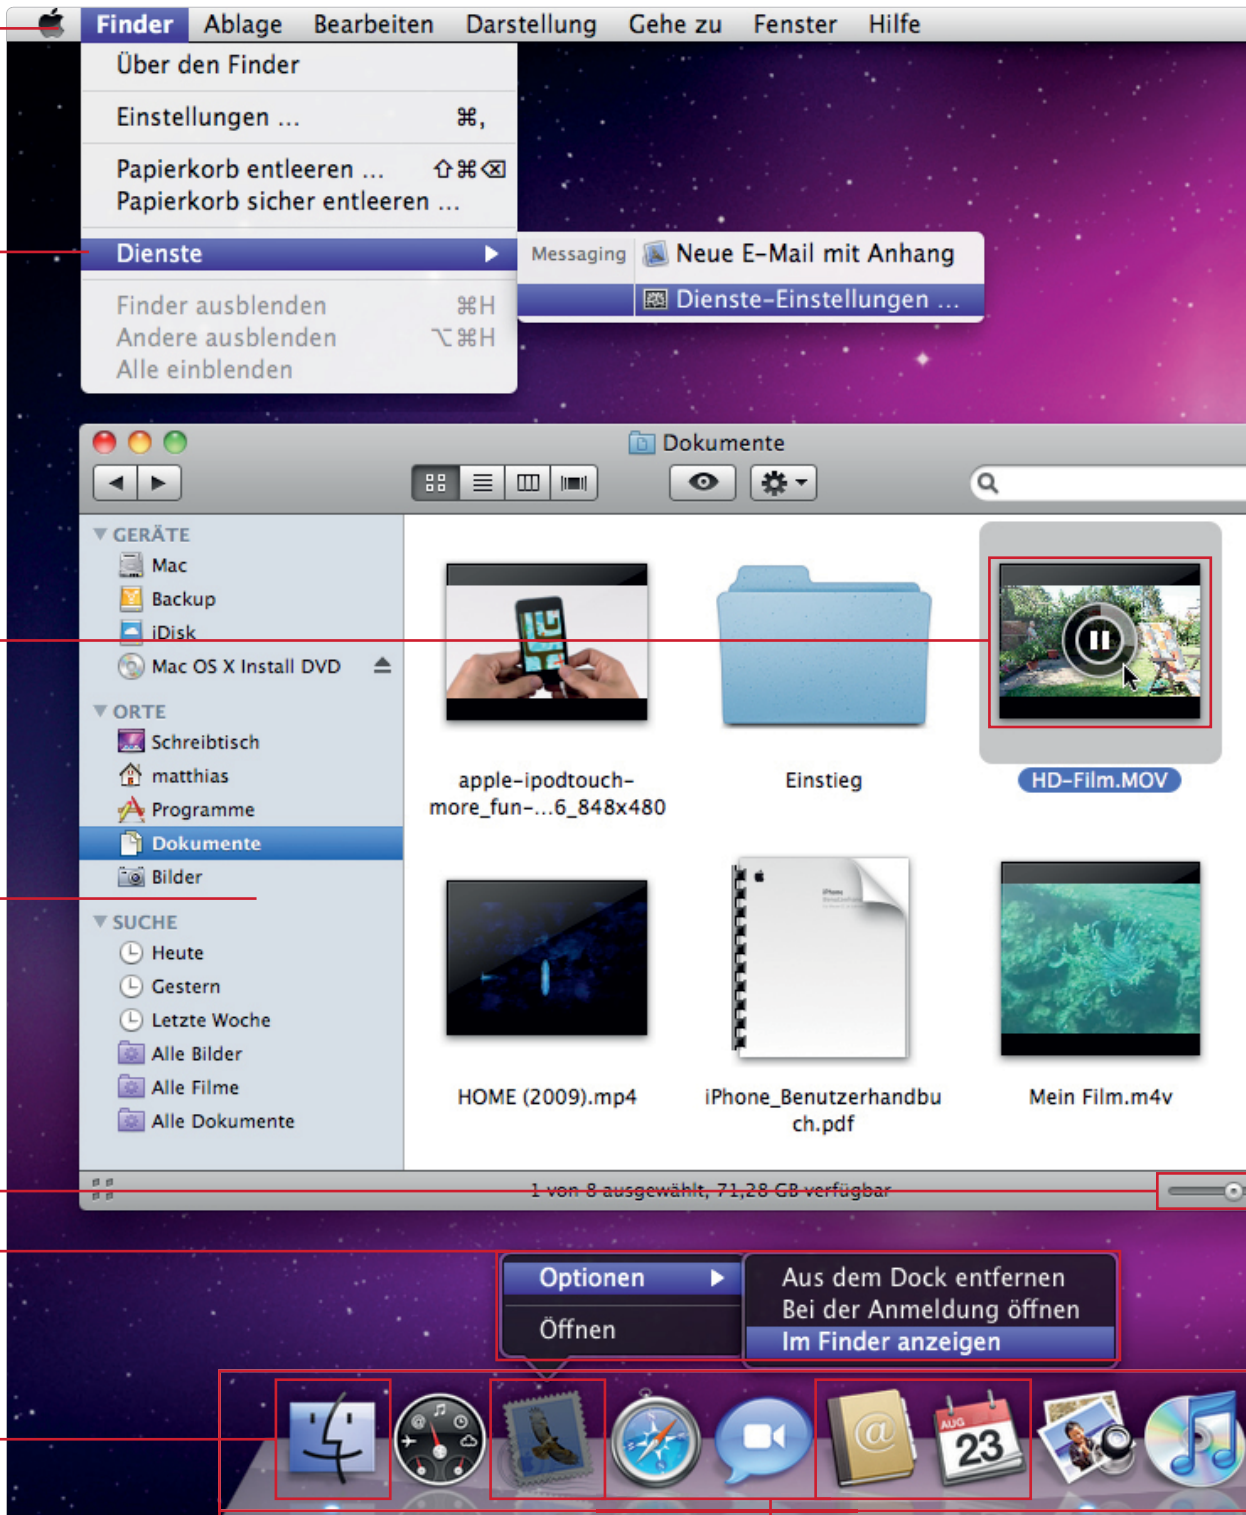 Finder Ablage Bearbeiten Darstellung Gehe zu Fenster Hilfe
Über den Finder
Einstellungen ... ⌘,
Papierkorb entleeren ... ⇧⌘⌫
Papierkorb sicher entleeren ...
Dienste ▶
Messaging Neue E-Mail mit Anhang
Dienste-Einstellungen ...
Finder ausblenden ⌘H
Andere ausblenden ⌥⌘H
Alle einblenden
Dokumente
GERÄTE
Mac
Backup
iDisk
Mac OS X Install DVD
ORTE
Schreibtisch
matthias
Programme
Dokumente
Bilder
SUCHE
Heute
Gestern
Letzte Woche
Alle Bilder
Alle Filme
Alle Dokumente
apple-ipodtouch-
more_fun-...6_848x480
Einstieg
HD-Film.MOV
HOME (2009).mp4
iPhone_Benutzerhandbu
ch.pdf
Mein Film.m4v
1 von 8 ausgewählt, 71,28 GB verfügbar
Optionen ▶
Öffnen
Aus dem Dock entfernen
Bei der Anmeldung öffnen
Im Finder anzeigen
@
AUG
23